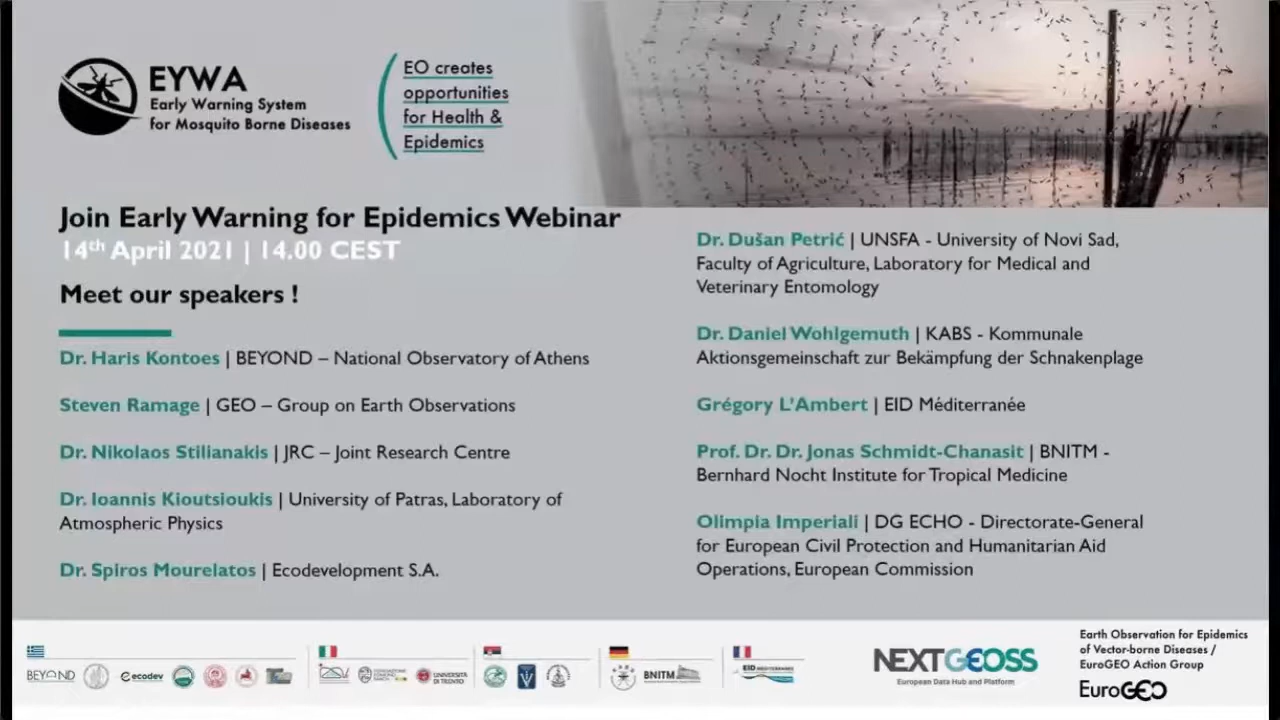 EYWA
Early Warning System
for Mosquito Borne Diseases
EO creates
opportunities
for Health &
Epidemics
Join Early Warning for Epidemics Webinar
14th April 2021 | 14.00 CEST
Meet our speakers !
Dr. Haris Kontoes | BEYOND – National Observatory of Athens
Steven Ramage | GEO – Group on Earth Observations
Dr. Nikolaos Stilianakis | JRC – Joint Research Centre
Dr. Ioannis Kioutsioukis | University of Patras, Laboratory of
Atmospheric Physics
Dr. Spiros Mourelatos | Ecodevelopment S.A.
Dr. Dušan Petrić | UNSFA - University of Novi Sad,
Faculty of Agriculture, Laboratory for Medical and
Veterinary Entomology
Dr. Daniel Wohlgemuth | KABS - Kommunale
Aktionsgemeinschaft zur Bekämpfung der Schnakenplage
Grégory L'Ambert | EID Méditerranée
Prof. Dr. Dr. Jonas Schmidt-Chanasit | BNITM -
Bernhard Nocht Institute for Tropical Medicine
Olimpia Imperiali | DG ECHO - Directorate-General
for European Civil Protection and Humanitarian Aid
Operations, European Commission
BEYOND
ecodev
UNIVERSITÀ
DI TRENTO
BNITM
EID MÉDITERRANÉE
NEXTGEOSS
European Data Hub and Platform
Earth Observation for Epidemics
of Vector-borne Diseases /
EuroGEO Action Group
EuroGEO